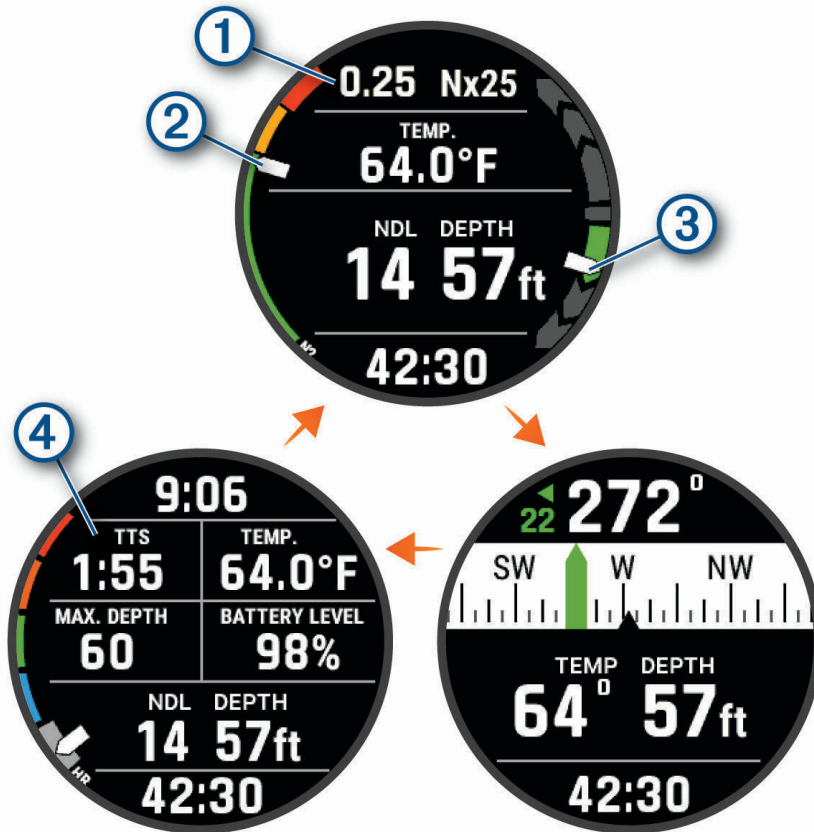 1
0.25 Nx25
2
TEMP.
64.0°F
3
NDL DEPTH
14 57ft
N2
42:30
4
9:06
TTS TEMP.
1:55 64.0°F
MAX. DEPTH BATTERY LEVEL
60 98%
NDL DEPTH
14 57ft
HR
42:30
22 272°
SW W NW
TEMP DEPTH
64° 57ft
42:30